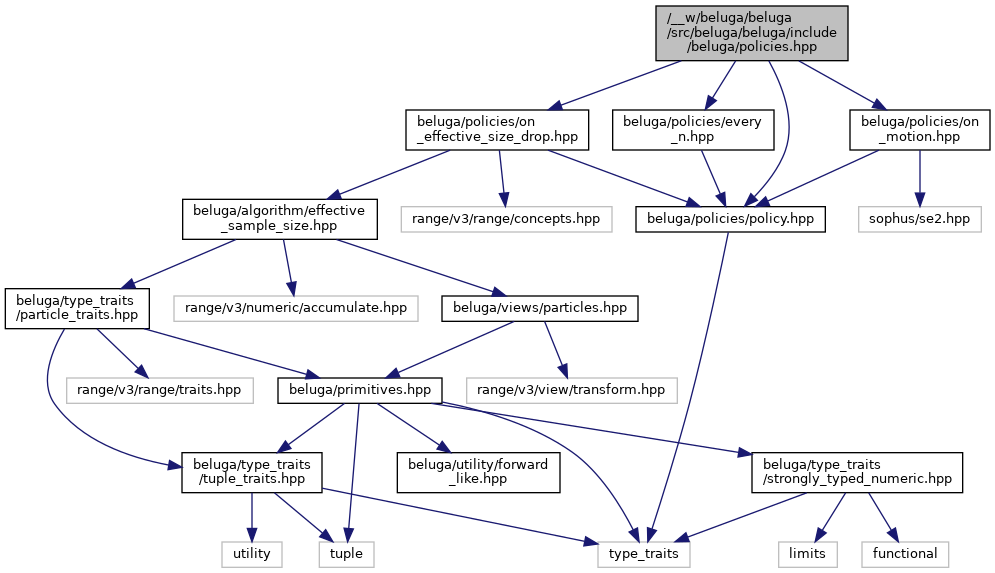 /__w/beluga/beluga
/src/beluga/beluga/include
/beluga/policies.hpp
beluga/policies/on
_effective_size_drop.hpp
beluga/policies/every
_n.hpp
beluga/policies/on
_motion.hpp
beluga/algorithm/effective
_sample_size.hpp
range/v3/range/concepts.hpp
beluga/policies/policy.hpp
sophus/se2.hpp
beluga/type_traits
/particle_traits.hpp
range/v3/numeric/accumulate.hpp
beluga/views/particles.hpp
range/v3/range/traits.hpp
beluga/primitives.hpp
range/v3/view/transform.hpp
beluga/type_traits
/tuple_traits.hpp
beluga/utility/forward
_like.hpp
beluga/type_traits
/strongly_typed_numeric.hpp
utility
tuple
type_traits
limits
functional